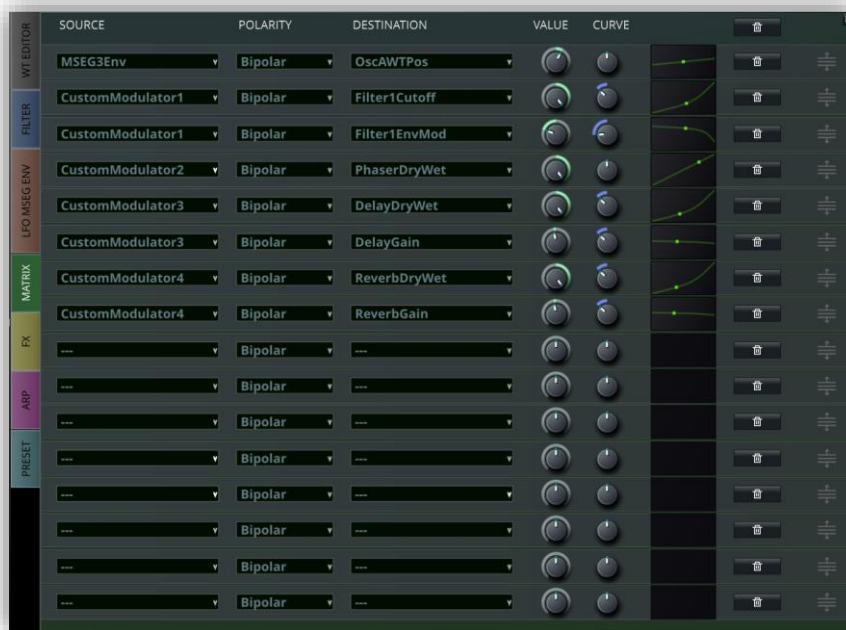 SOURCE POLARITY DESTINATION VALUE CURVE
WT EDITOR
FILTER
LFO MSEG ENV
MATRIX
FX
ARP
PRESET
MSEG3Env Bipolar OscAWTPos
CustomModulator1 Bipolar Filter1Cutoff
CustomModulator1 Bipolar Filter1EnvMod
CustomModulator2 Bipolar PhaserDryWet
CustomModulator3 Bipolar DelayDryWet
CustomModulator3 Bipolar DelayGain
CustomModulator4 Bipolar ReverbDryWet
CustomModulator4 Bipolar ReverbGain
--- Bipolar ---
--- Bipolar ---
--- Bipolar ---
--- Bipolar ---
--- Bipolar ---
--- Bipolar ---
--- Bipolar ---
--- Bipolar ---